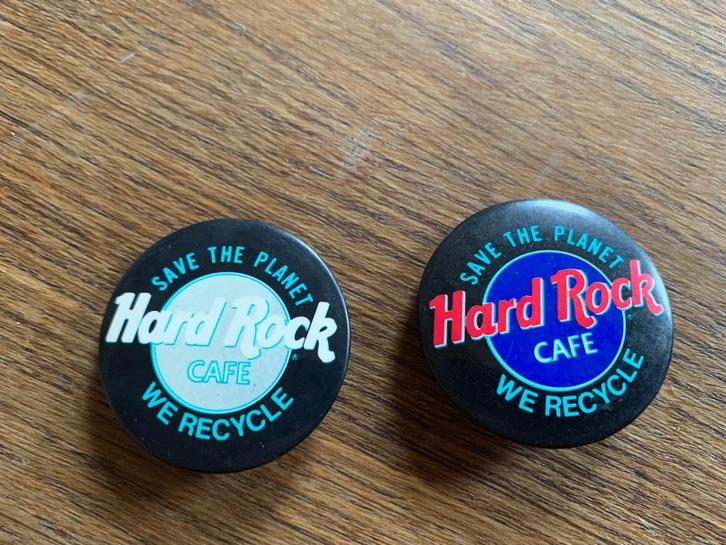 SAVE THE PLANET
Hard Rock
®
CAFE
WE RECYCLE
SAVE THE PLANET
Hard Rock
®
CAFE
WE RECYCLE